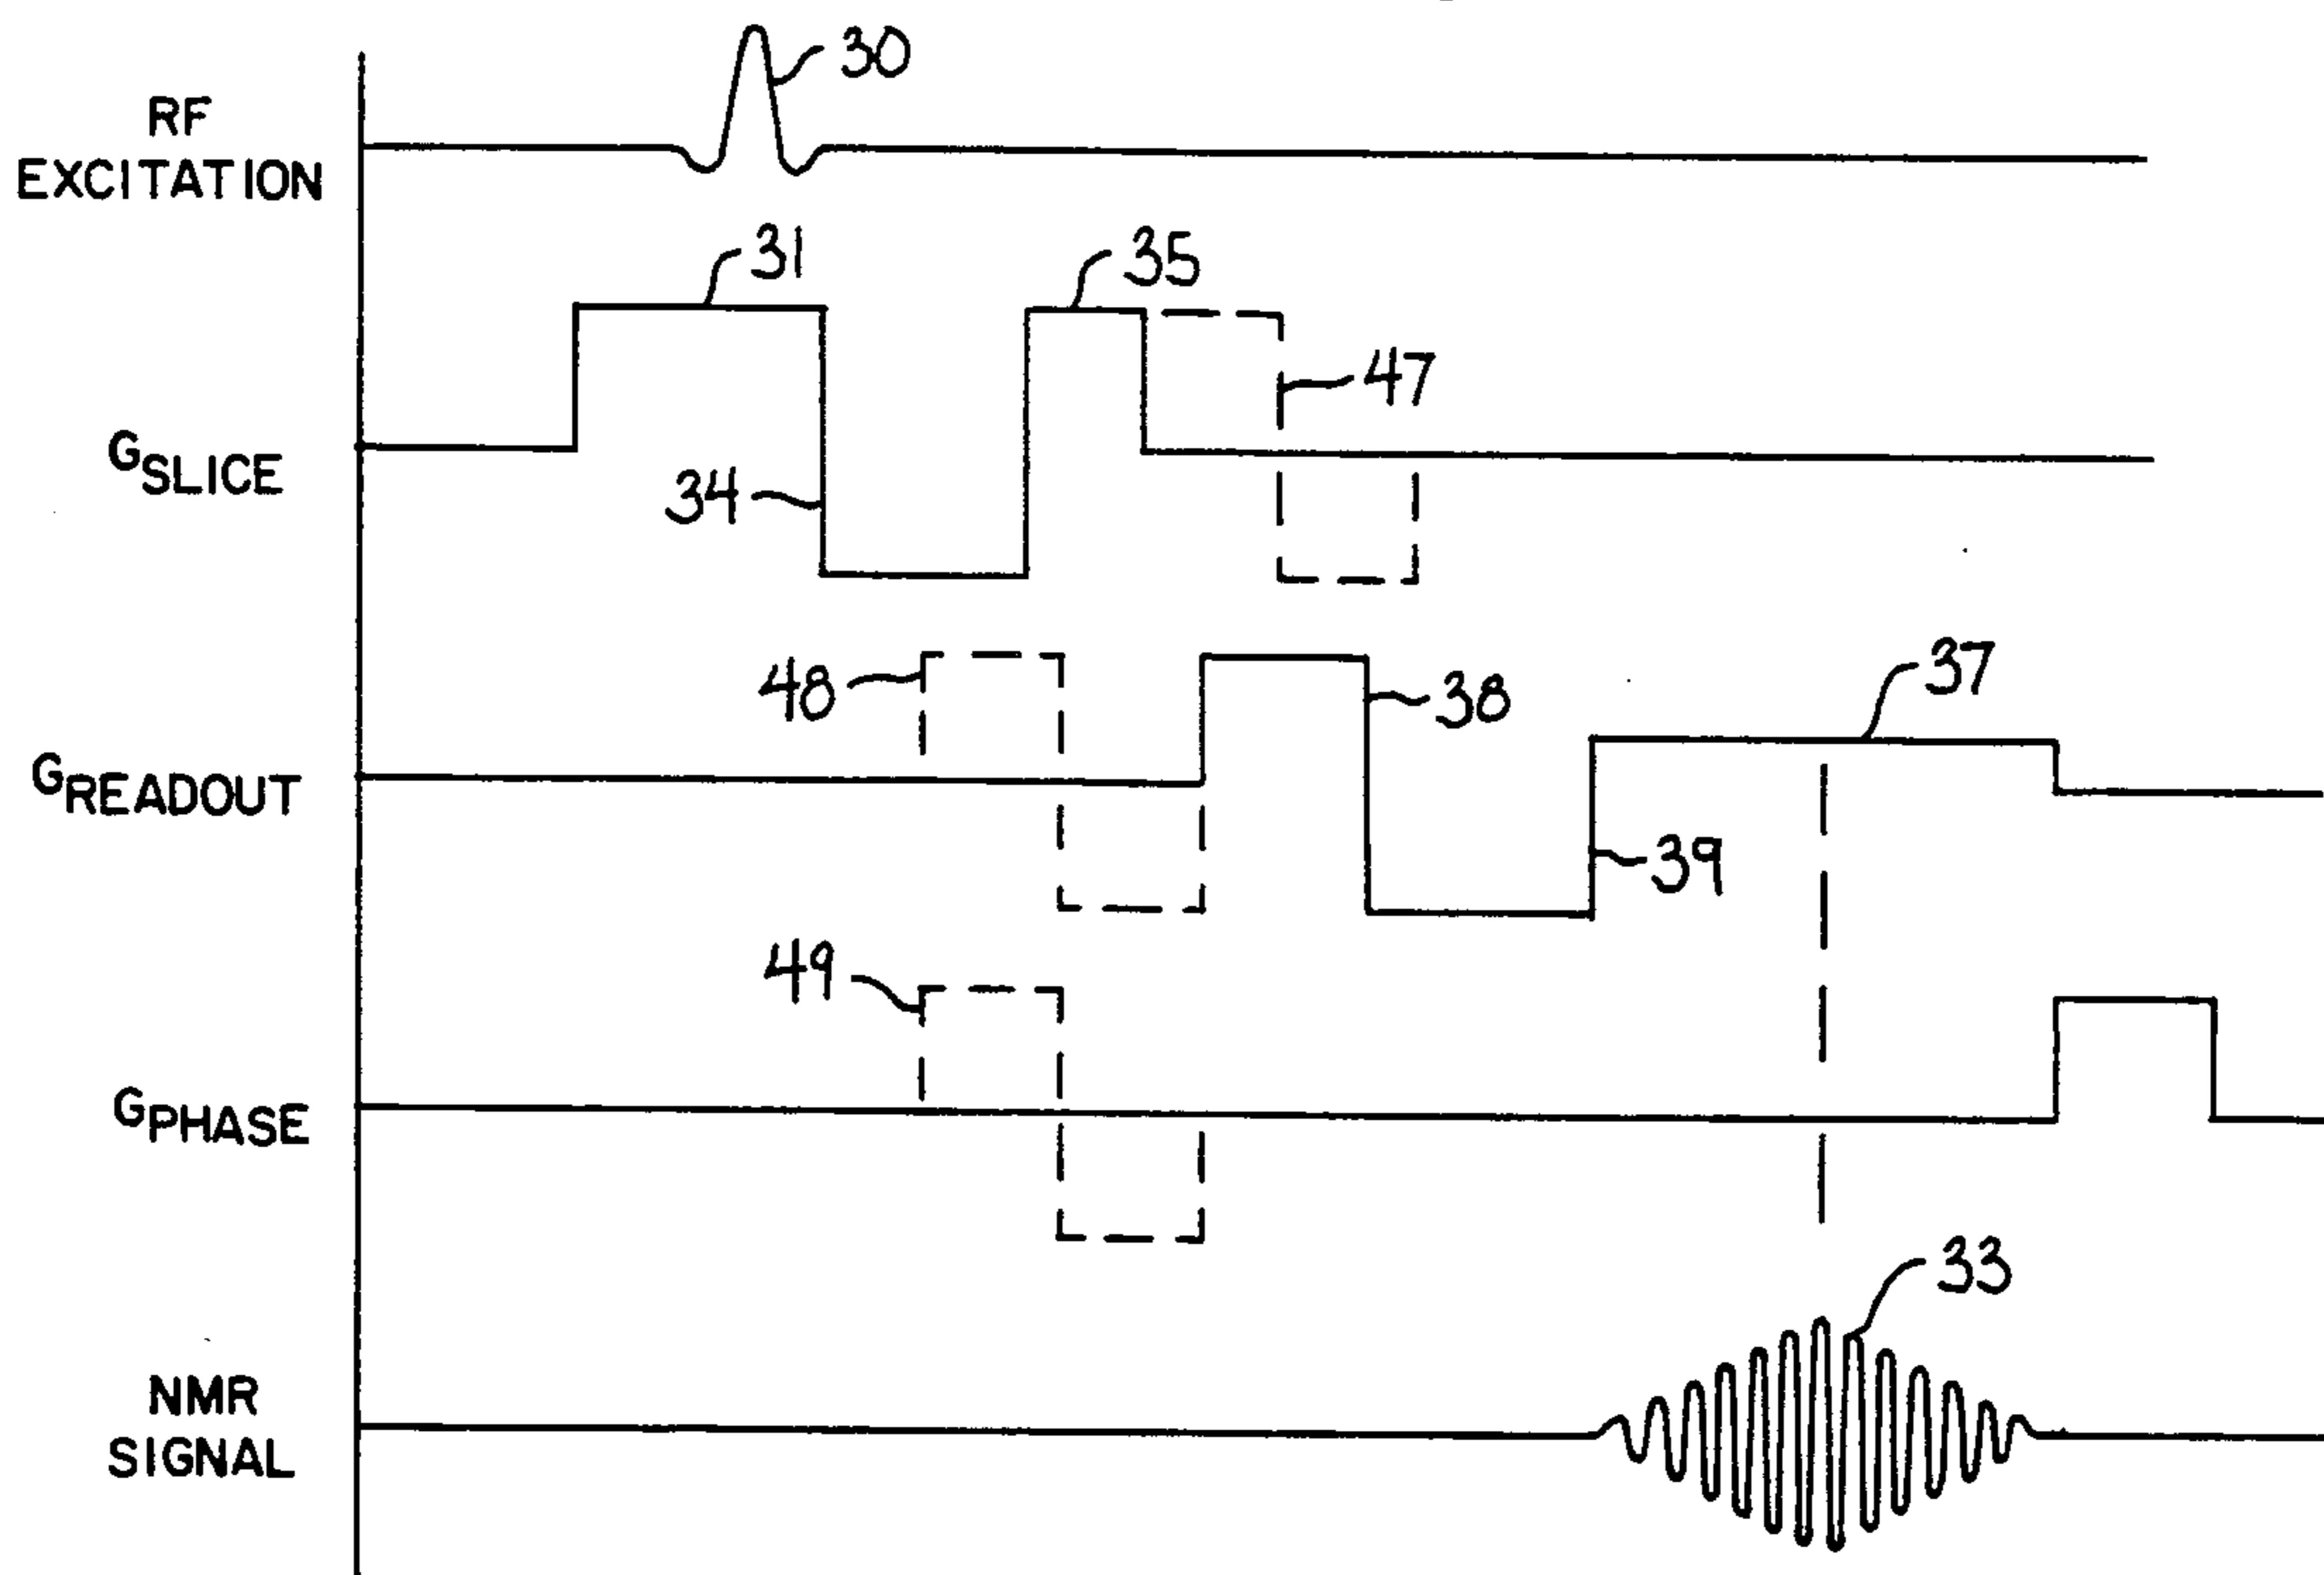 30
RF
EXCITATION
31
35
47
GSLICE
34
37
48
38
GREADOUT
39
49
GPHASE
33
NMR
SIGNAL